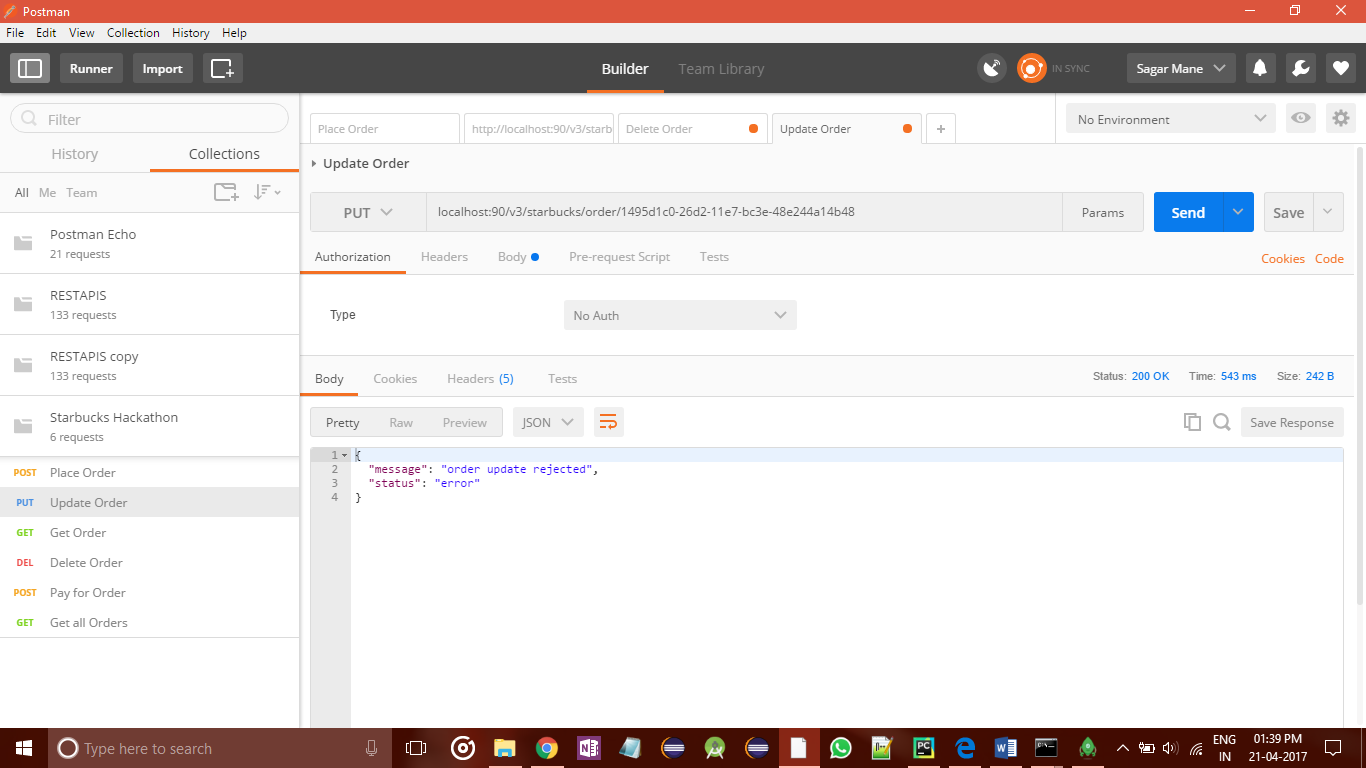 Postman
File Edit View Collection History Help
Runner Import Builder Team Library IN SYNC Sagar Mane
Filter
History Collections
All Me Team
Postman Echo
21 requests
RESTAPIS
133 requests
RESTAPIS copy
133 requests
Starbucks Hackathon
6 requests
POST Place Order
PUT Update Order
GET Get Order
DEL Delete Order
POST Pay for Order
GET Get all Orders
Place Order http://localhost:90/v3/starb Delete Order Update Order + No Environment
Update Order
PUT localhost:90/v3/starbucks/order/1495d1c0-26d2-11e7-bc3e-48e244a14b48 Params Send Save
Authorization Headers Body Pre-request Script Tests Cookies Code
Type No Auth
Body Cookies Headers (5) Tests Status: 200 OK Time: 543 ms Size: 242 B
Pretty Raw Preview JSON Save Response
1 {
2 "message": "order update rejected",
3 "status": "error"
4 }
Type here to search ENG 01:39 PM
IN 21-04-2017